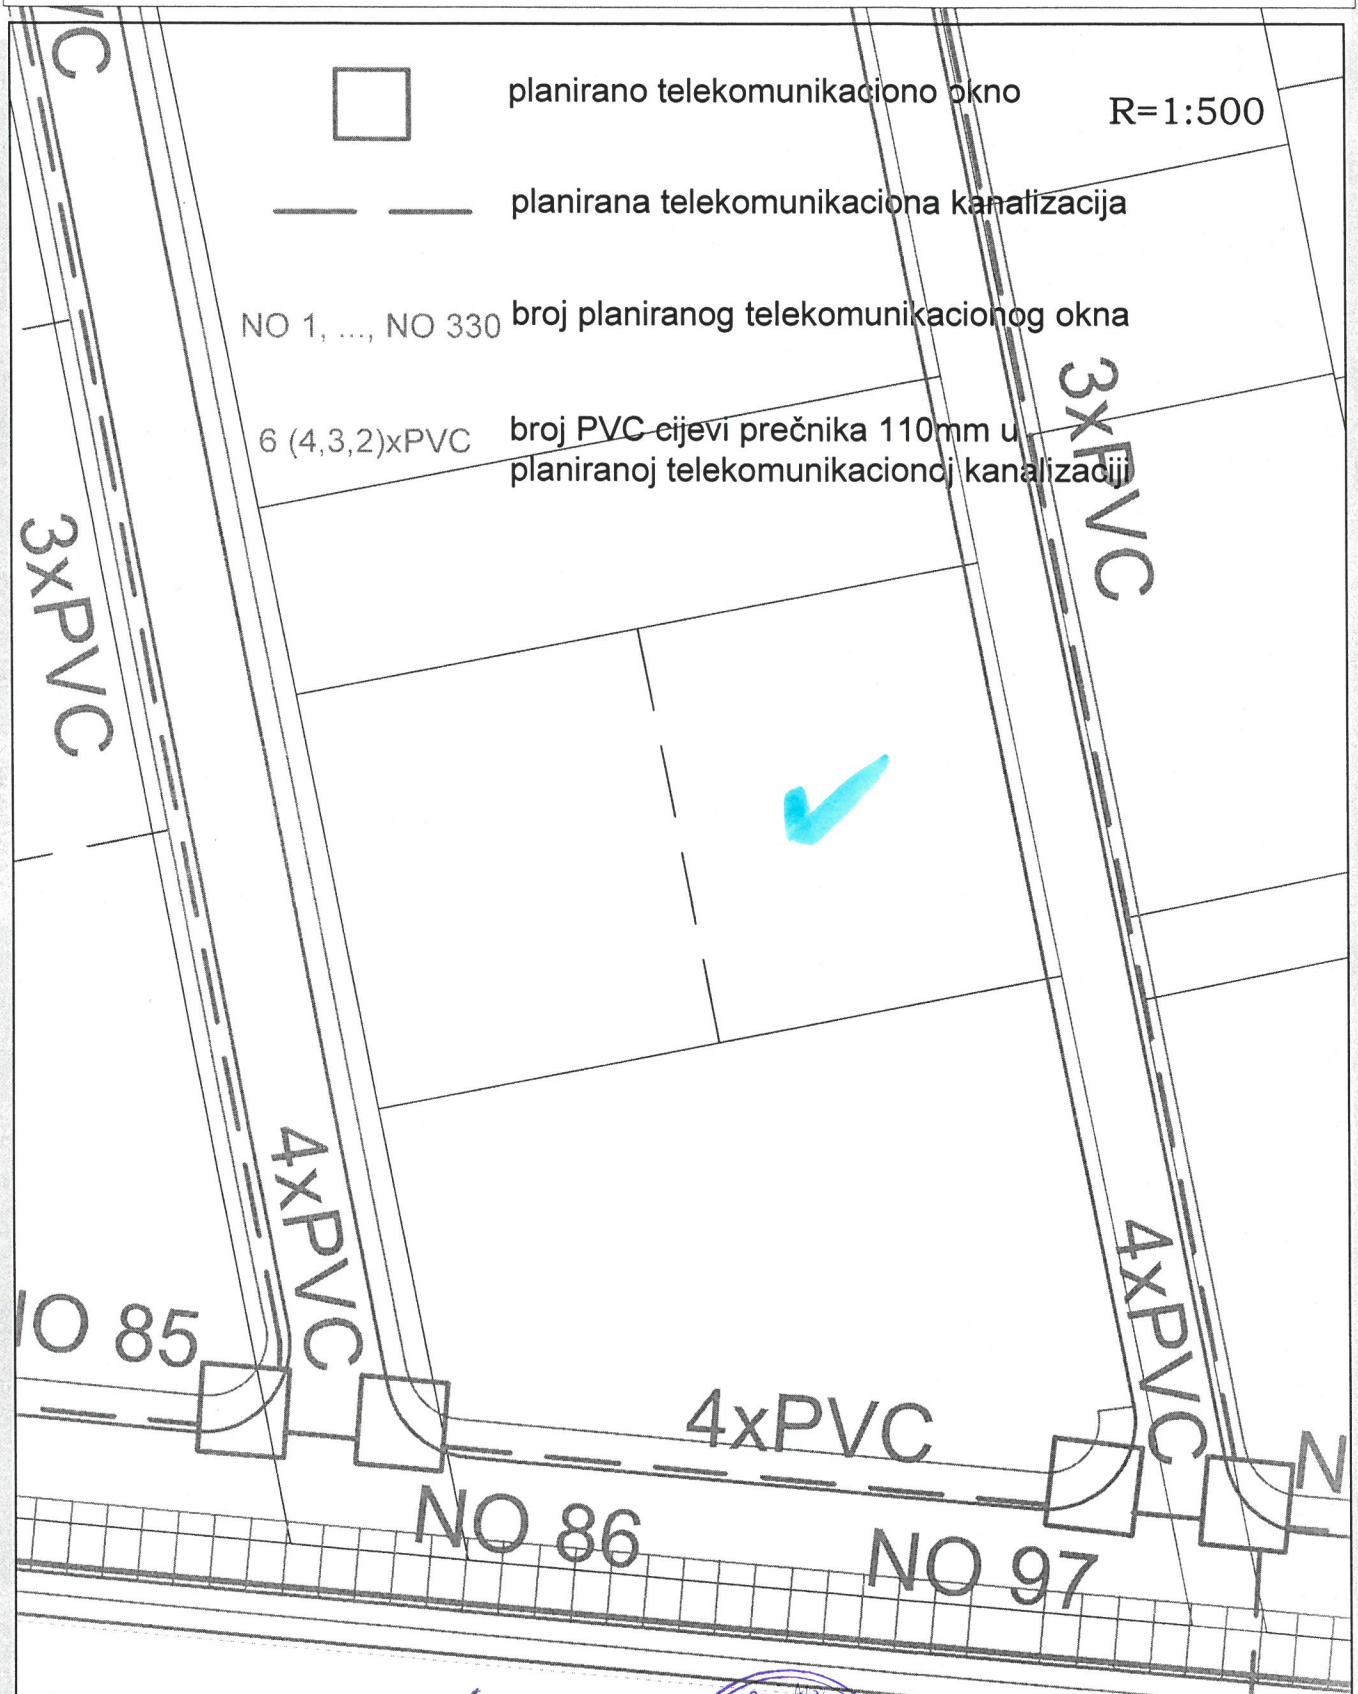 VC
planirano telekomunikaciono okno
R=1:500
planirana telekomunikaciona kanalizacija
NO 1, ..., NO 330 broj planiranog telekomunikacionog okna
6 (4,3,2)xPVC broj PVC cijevi prečnika 110mm u
planiranoj telekomunikacionoj kanalizaciji
3xPVC
3xPVC
4xPVC
4xPVC
NO 85
4xPVC
N
NO 86
NO 97